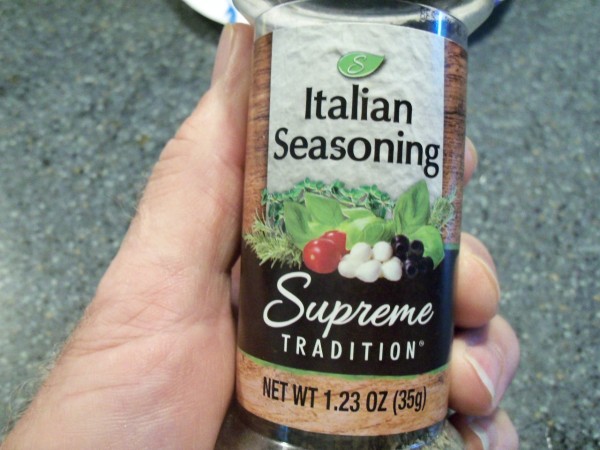 S
Italian
Seasoning
Supreme
TRADITION®
NET WT 1.23 OZ (35g)